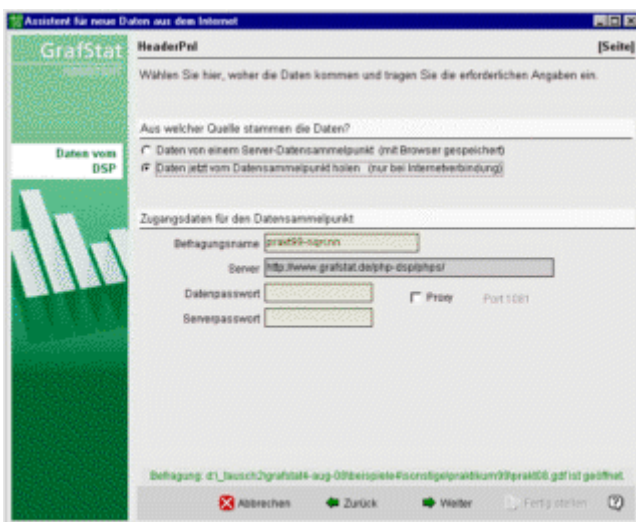 Assistent für neue Daten aus dem Internet
GrafStat
HeaderPnl [Seite]
Wählen Sie hier, woher die Daten kommen und tragen Sie die erforderlichen Angaben ein.
Aus welcher Quelle stammen die Daten?
Daten vom
DSP
Daten von einem Server-Datensammelpunkt (mit Browser gespeichert)
Daten jetzt vom Datensammelpunkt holen (nur bei Internetverbindung)
Zugangsdaten für den Datensammelpunkt
Befragungsname
Server http://www.grafstat.de/php-dsp/phps/
Datenpasswort Proxy Port 1081
Serverpasswort
Befragung: ist geöffnet.
Abbrechen Zurück Weiter Fertig stellen